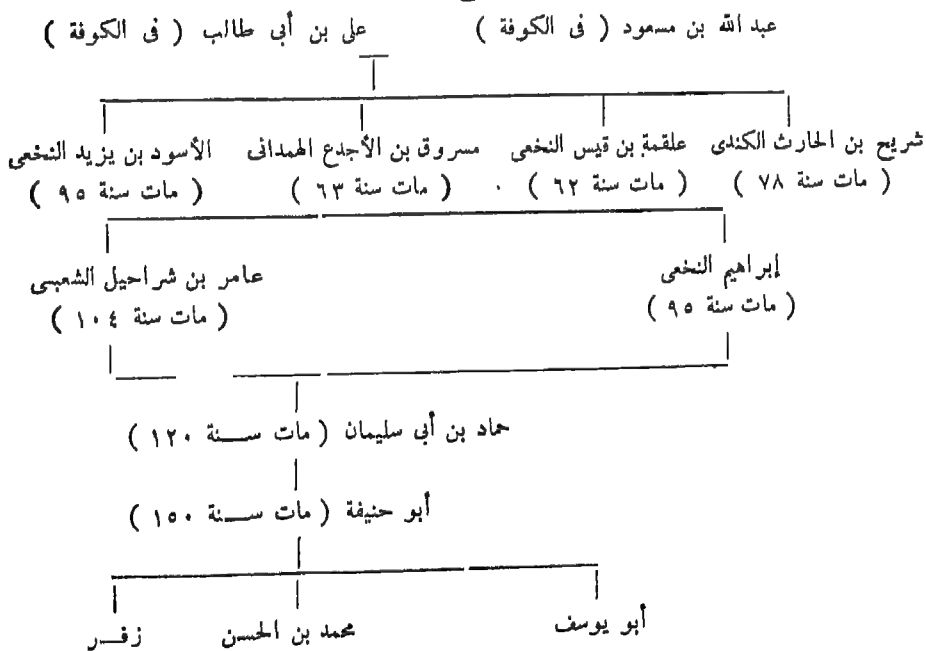 عبد الله بن مسعود ( فى الكوفة ) على بن أبي طالب ( فى الكوفة )
شريح بن الحارث الكندى علقمة بن قيس النخعى مسروق بن الأجدع الهمدانى الأسود بن يزيد النخعى
( مات سنة ٧٨ ) ( مات سنة ٦٢ ) . ( مات سنة ٦٣ ) ( مات سنة ٩٥ )
إبراهيم النخعى عامر بن شراحيل الشعبى
( مات سنة ٩٥ ) ( مات سنة ١٠٤ )
حماد بن أبي سليمان ( مات سنة ١٢٠ )
أبو حنيفة ( مات سنة ١٥٠ )
أبو يوسف محمد بن الحسن زفر